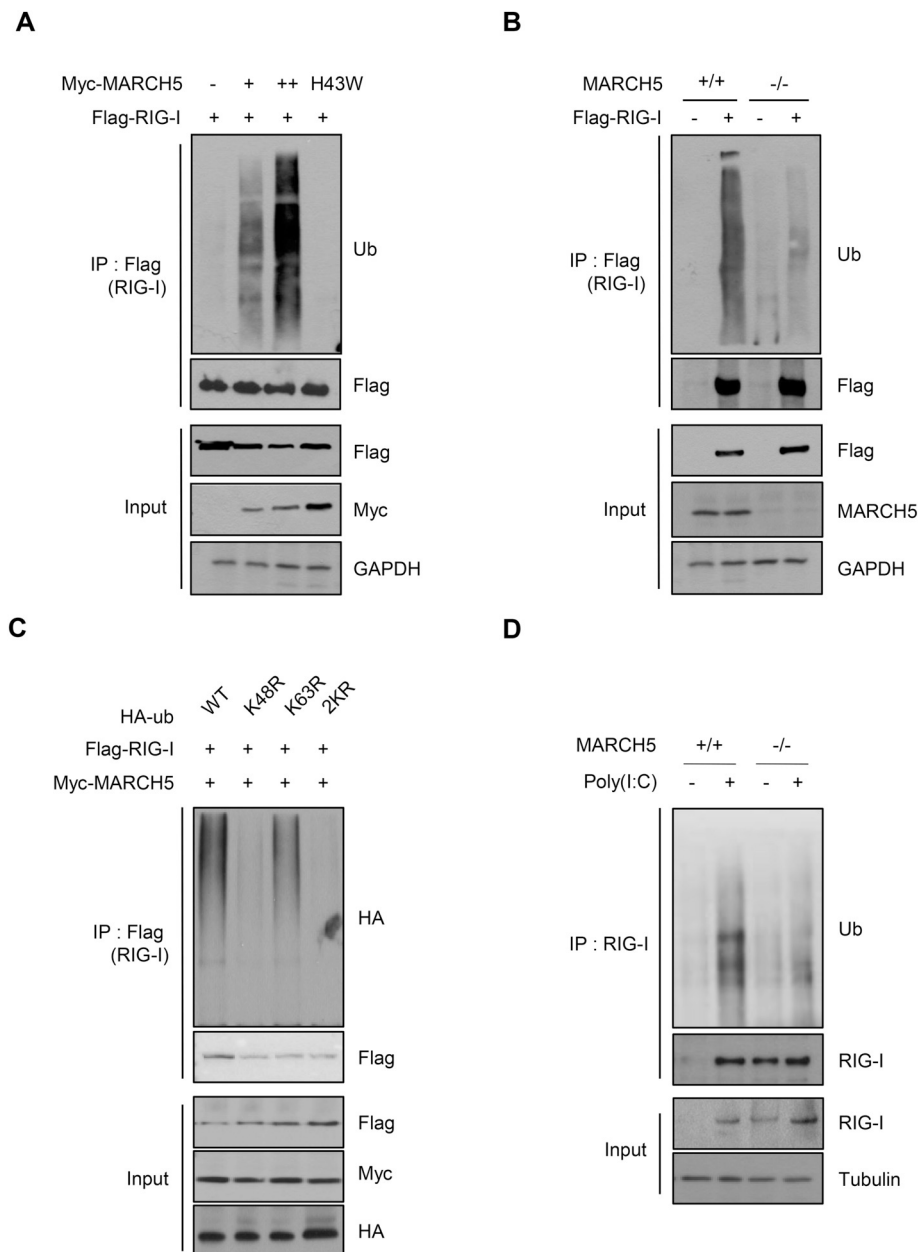 A
Myc-MARCH5 - + ++ H43W
Flag-RIG-I + + + +
IP : Flag
(RIG-I)
Ub
Flag
Input
Flag
Myc
GAPDH
B
MARCH5 +/+ -/-
Flag-RIG-I - + - +
IP : Flag
(RIG-I)
Ub
Flag
Input
Flag
MARCH5
GAPDH
C
HA-ub WT K48R K63R 2KR
Flag-RIG-I + + + +
Myc-MARCH5 + + + +
IP : Flag
(RIG-I)
HA
Flag
Input
Flag
Myc
HA
D
MARCH5 +/+ -/-
Poly(I:C) - + - +
IP : RIG-I
Ub
RIG-I
Input
RIG-I
Tubulin